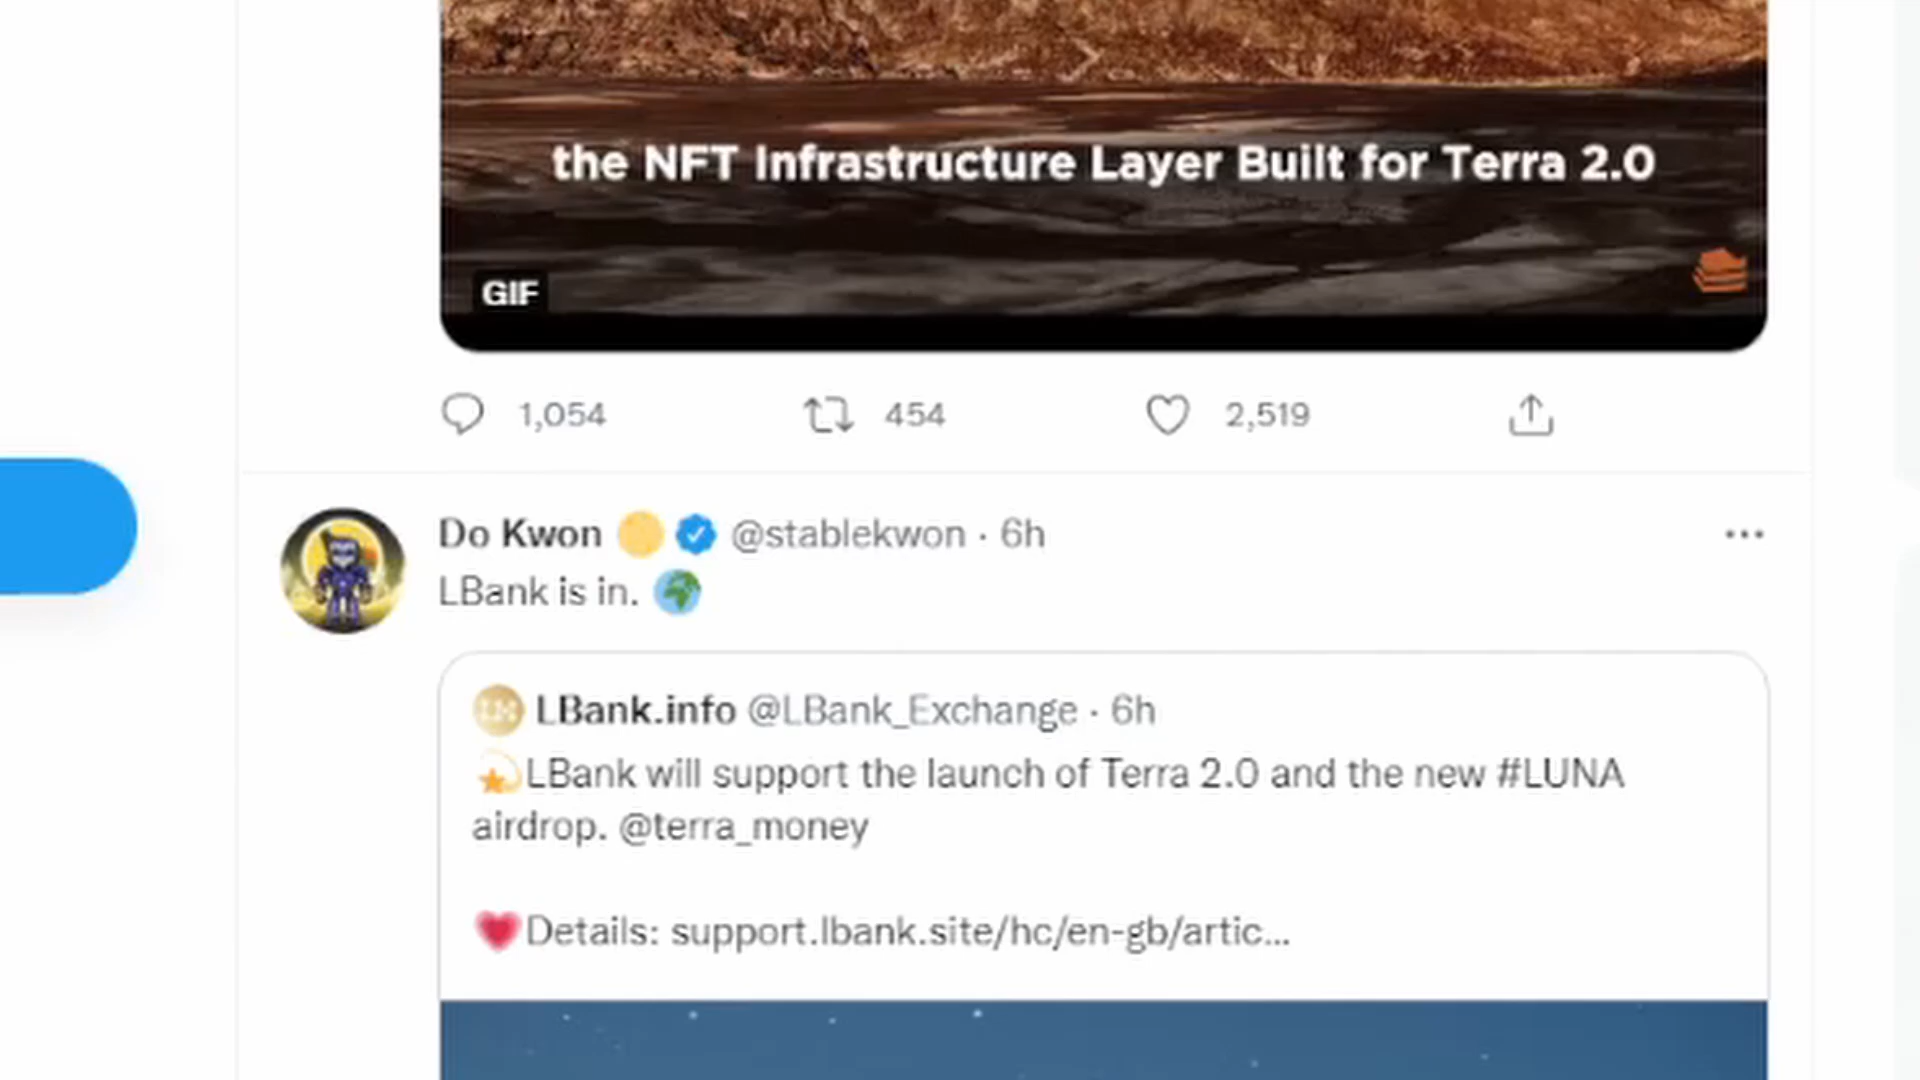 the NFT Infrastructure Layer Built for Terra 2.0
GIF
1,054 454 2,519
Do Kwon @stablekwon · 6h
LBank is in.
LBank.info @LBank_Exchange · 6h
LBank will support the launch of Terra 2.0 and the new #LUNA
airdrop. @terra_money
Details: support.lbank.site/hc/en-gb/artic...